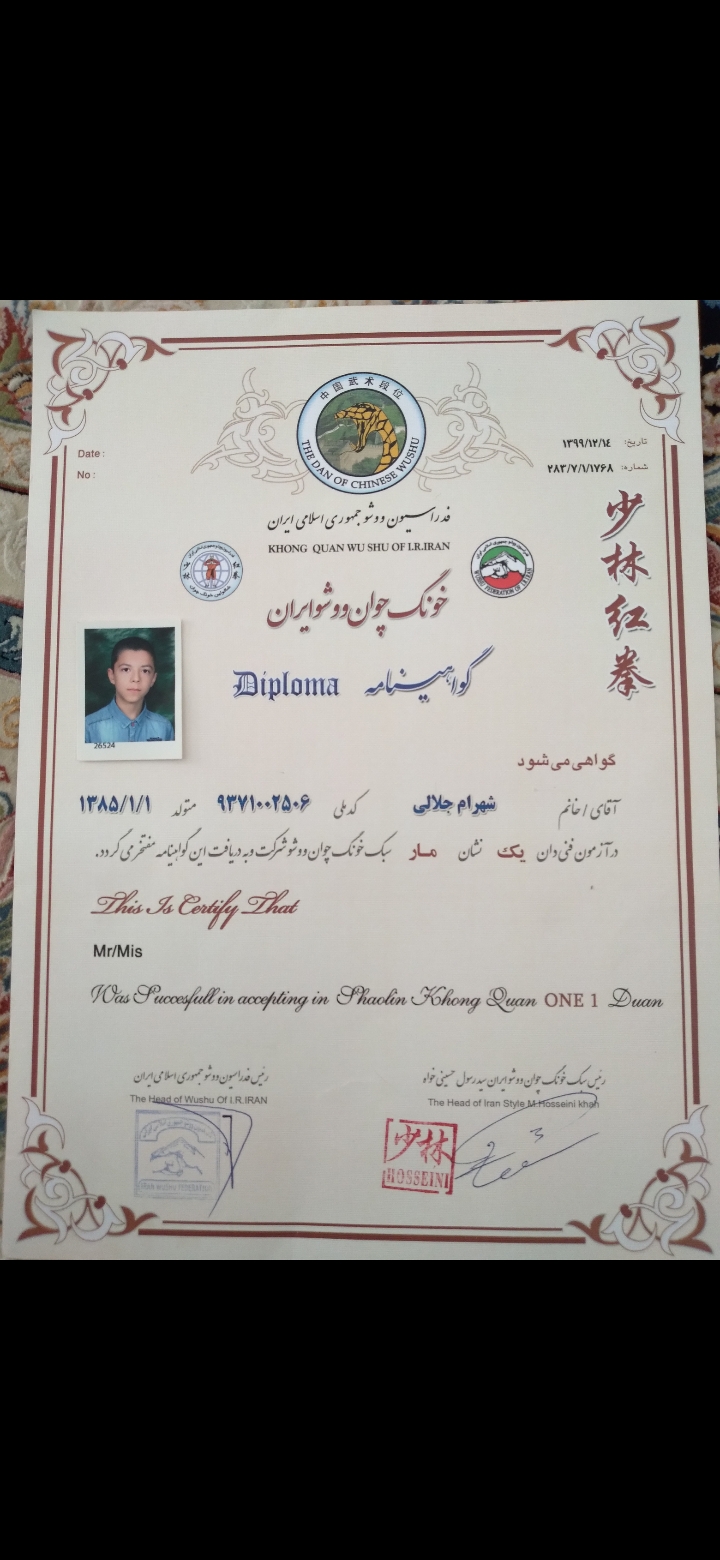 中国武术段位
THE DAN OF CHINESE WUSHU
Date :
No :
تاریخ: ۱۳۹۹/۱۲/۱٤
شماره: ۲۸۳/۷/۱/۱۷۶۸
فدراسیون ووشو جمهوری اسلامی ایران
KHONG QUAN WU SHU OF I.R.IRAN
خونگ چوان ووشو ایران
少林红拳
Diploma گواهینامه
26524
گواهی می شود
آقای / خانم شهرام جلالی کد ملی ۹۳۷۱۰۰۲۵۰۶ متولد ۱۳۸۵/۱/۱
در آزمون فنی دان یک نشان مار سبک خونگ چوان ووشو شرکت و به دریافت این گواهینامه مفتخر می گردد.
This Is Certify That
Mr/Mis
Was Succesfull in accepting in Shaolin Khong Quan ONE 1 Duan
رئیس سبک خونگ چوان ووشو ایران سید رسول حسینی خواه
The Head of Iran Style M.Hosseini khah
رئیس فدراسیون ووشو جمهوری اسلامی ایران
The Head of Wushu Of I.R.IRAN
少林
HOSSEINI